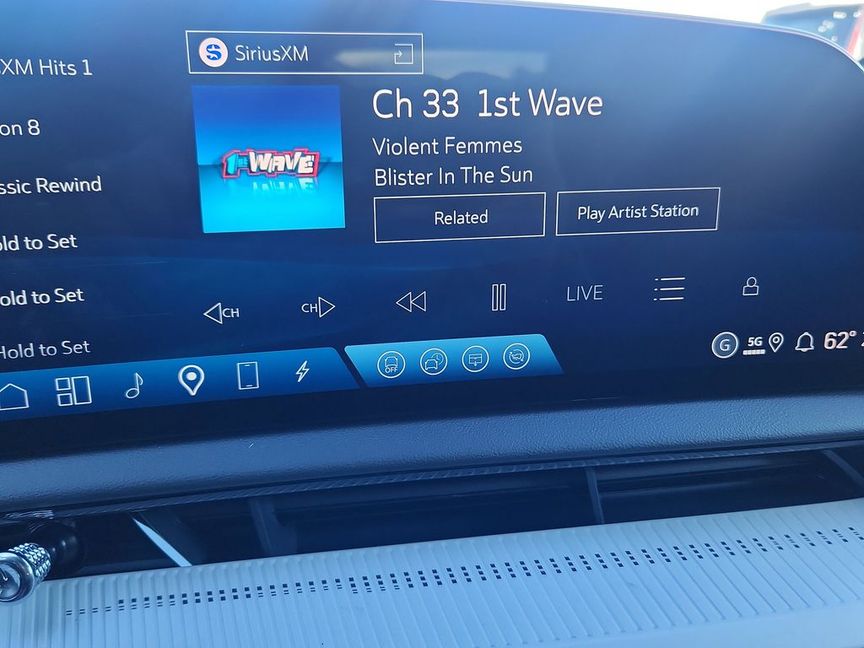 XM Hits 1
on 8
ssic Rewind
ld to Set
old to Set
Hold to Set
S SiriusXM
1st WAVE
Ch 33 1st Wave
Violent Femmes
Blister In The Sun
Related
Play Artist Station
CH
CH
LIVE
OFF
G
5G
62°